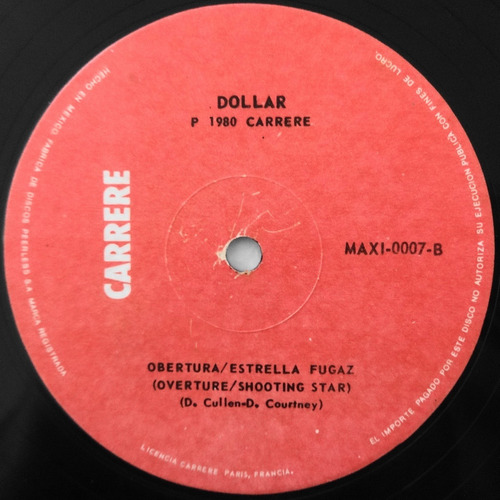 DOLLAR
P 1980 CARRERE
CARRERE
MAXI-0007-B
OBERTURA/ESTRELLA FUGAZ
(OVERTURE/SHOOTING STAR)
(D. Cullen-D. Courtney)
HECHO EN MEXICO FABRICA DE DISCOS PEERLESS S.A MARCA REGISTRADA
LICENCIA CARRERE PARIS, FRANCIA.
EL IMPORTE PAGADO POR ESTE DISCO NO AUTORIZA SU EJECUCION PUBLICA CON FINES DE LUCRO.